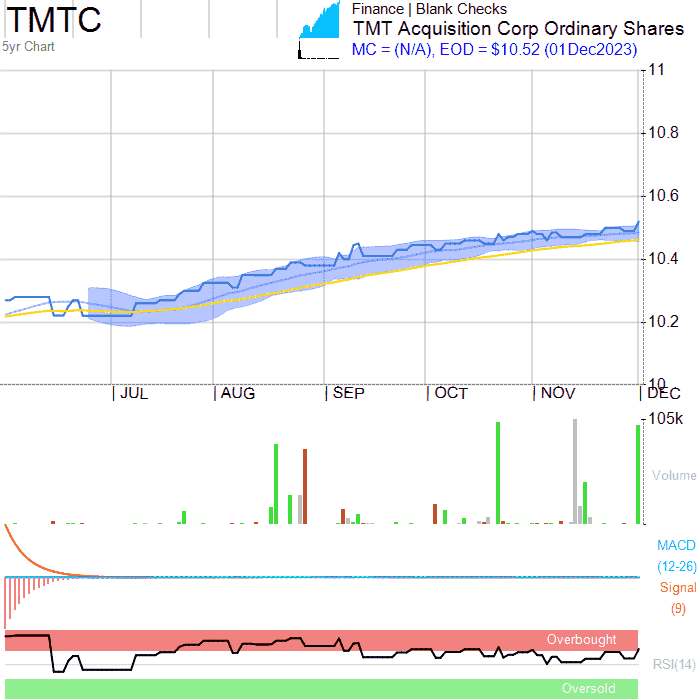 TMTC
5yr Chart
Finance | Blank Checks
TMT Acquisition Corp Ordinary Shares
MC = (N/A), EOD = $10.52 (01Dec2023)
11
10.8
10.6
10.4
10.2
10
JUL AUG SEP OCT NOV DEC
105k
Volume
MACD
(12-26)
Signal
(9)
Overbought
RSI(14)
Oversold